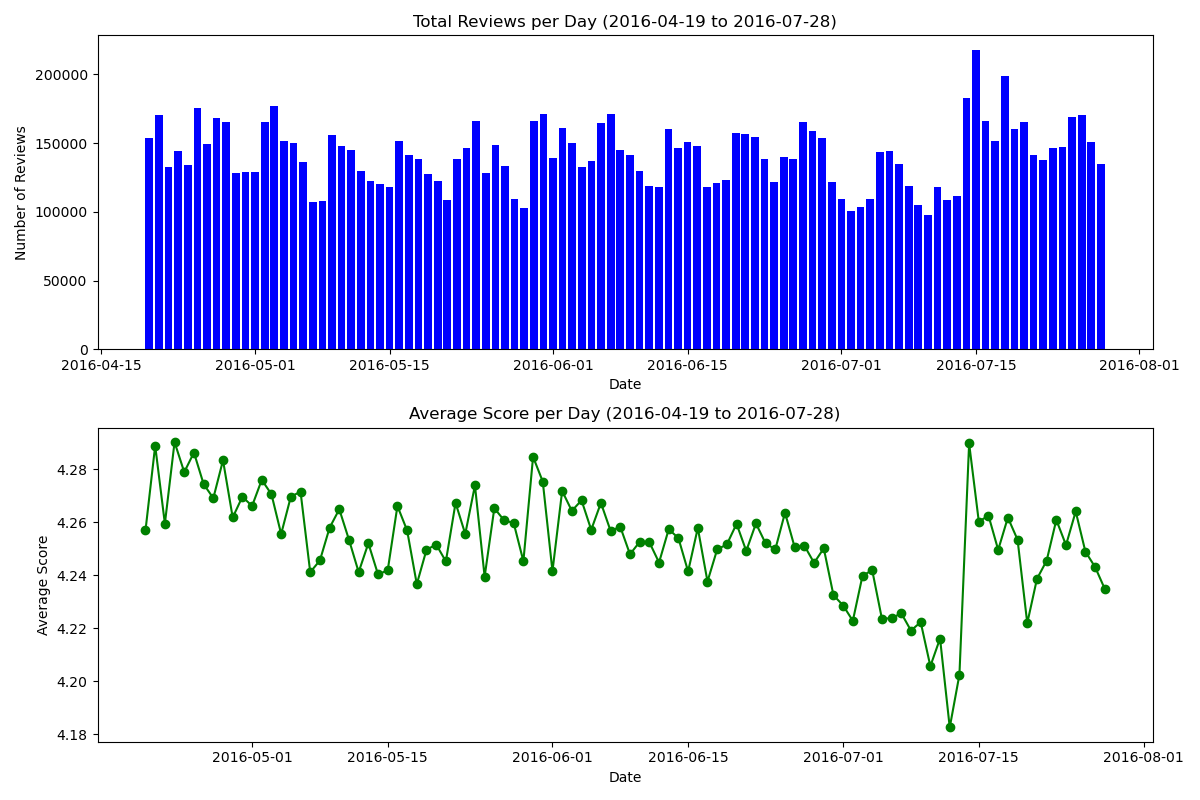 Total Reviews per Day (2016-04-19 to 2016-07-28)
200000
150000
100000
50000
0
Number of Reviews
2016-04-15 2016-05-01 2016-05-15 2016-06-01 2016-06-15 2016-07-01 2016-07-15 2016-08-01
Date
Average Score per Day (2016-04-19 to 2016-07-28)
4.28
4.26
4.24
4.22
4.20
4.18
Average Score
2016-05-01 2016-05-15 2016-06-01 2016-06-15 2016-07-01 2016-07-15 2016-08-01
Date